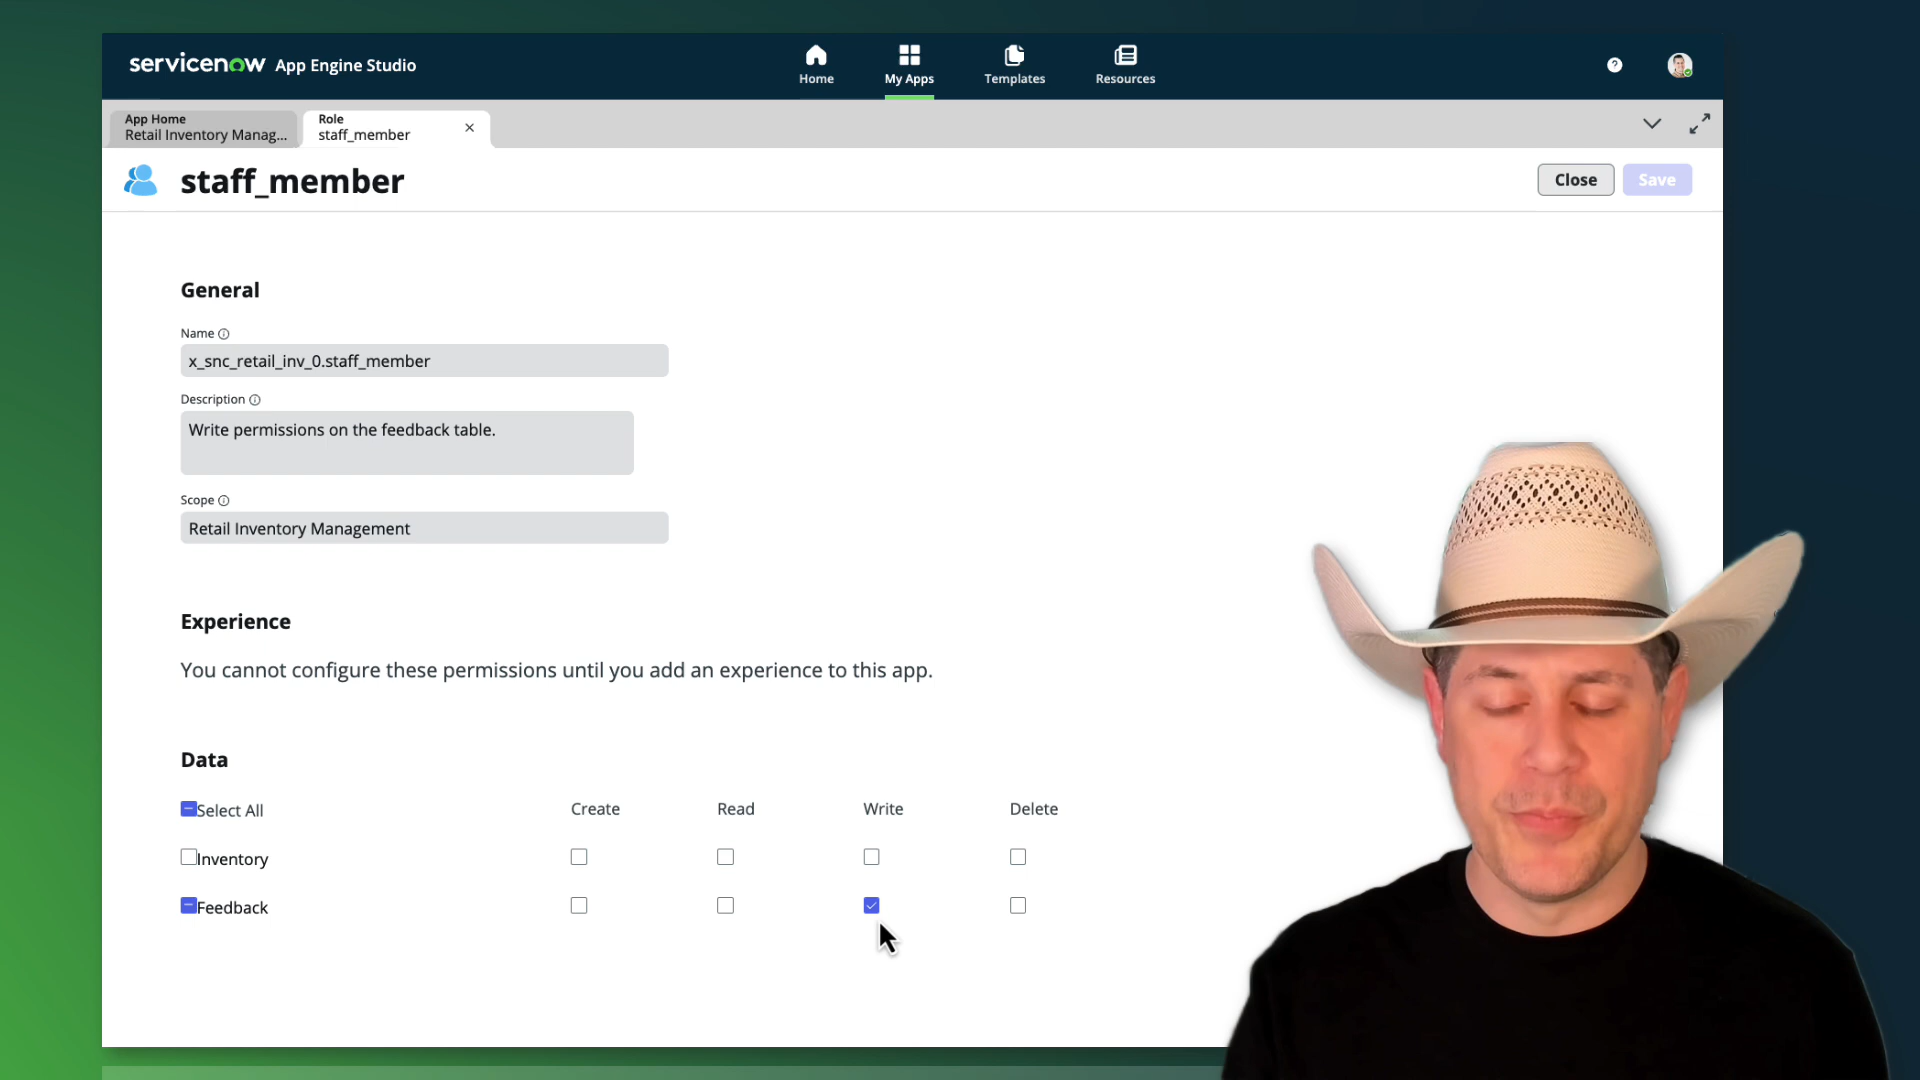 servicenow App Engine Studio
Home
My Apps
Templates
Resources
?
App Home
Retail Inventory Manag...
Role
staff_member
staff_member
Close
Save
General
Name
x_snc_retail_inv_0.staff_member
Description
Write permissions on the feedback table.
Scope
Retail Inventory Management
Experience
You cannot configure these permissions until you add an experience to this app.
Data
Select All Create Read Write Delete
Inventory
Feedback